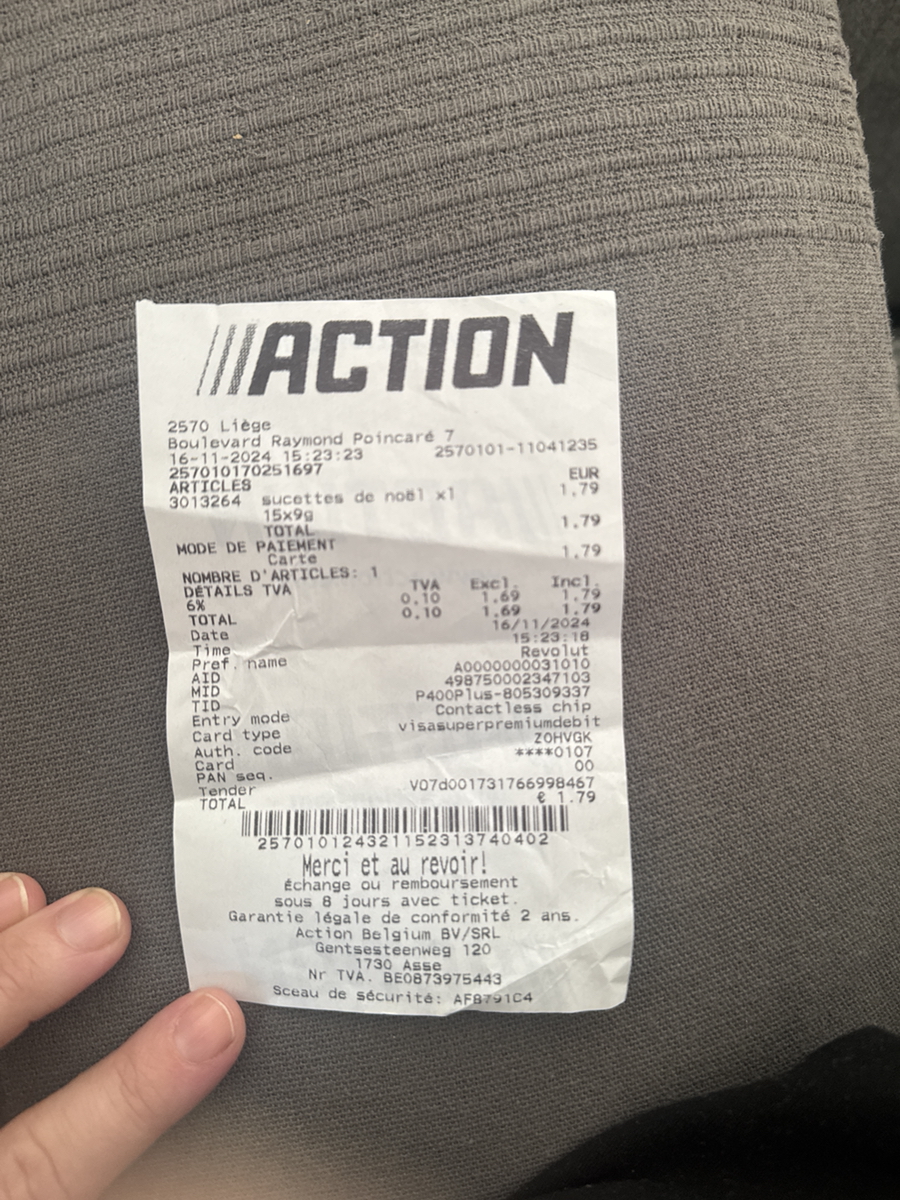 ACTION
2570 Liège
Boulevard Raymond Poincaré 7
16-11-2024 15:23:23 2570101-11041235
257010170251697
ARTICLES EUR
3013264 sucettes de noël x1 1,79
15x9g
TOTAL 1,79
MODE DE PAIEMENT
Carte 1,79
NOMBRE D'ARTICLES: 1
DÉTAILS TVA TVA Excl. Incl.
6% 0.10 1.69 1.79
TOTAL 0.10 1.69 1.79
Date 16/11/2024
Time 15:23:18
Pref. name Revolut
AID A0000000031010
MID 498750002347103
TID P400Plus-805309337
Entry mode Contactless chip
Card type visasuperpremiumdebit
Auth. code ZOHVGK
Card ****0107
PAN seq. 00
Tender V07d001731766998467
TOTAL € 1.79
25701012432115231374​0402
Merci et au revoir!
Échange ou remboursement
sous 8 jours avec ticket.
Garantie légale de conformité 2 ans.
Action Belgium BV/SRL
Gentsesteenweg 120
1730 Asse
Nr TVA. BE0873975443
Sceau de sécurité: AF8791C4